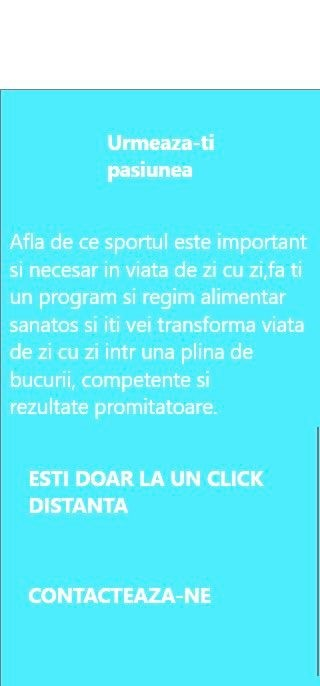 Urmeaza-ti
pasiunea
Afla de ce sportul este important
si necesar in viata de zi cu zi,fa ti
un program si regim alimentar
sanatos si iti vei transforma viata
de zi cu zi intr una plina de
bucurii, competente si
rezultate promitatoare.
ESTI DOAR LA UN CLICK
DISTANTA
CONTACTEAZA-NE